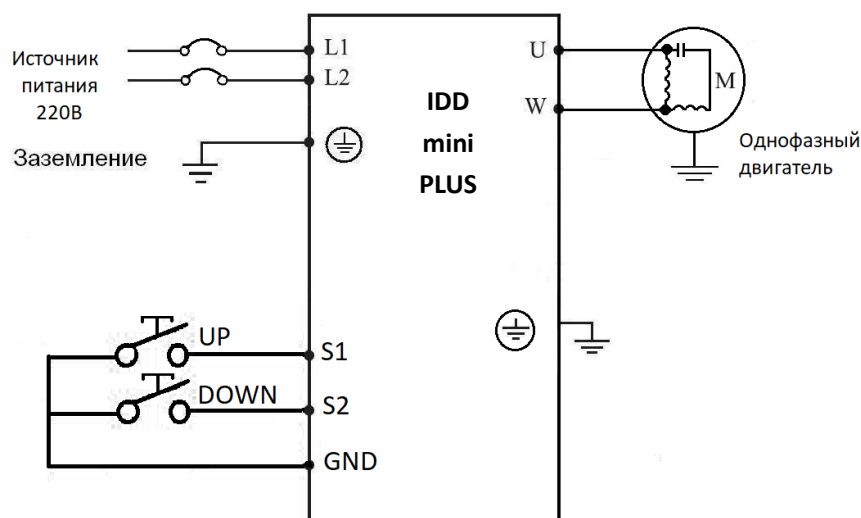 Источник
питания
220В
L1
L2
Заземление
IDD
mini
PLUS
U
W
M
Однофазный
двигатель
UP
S1
DOWN
S2
GND